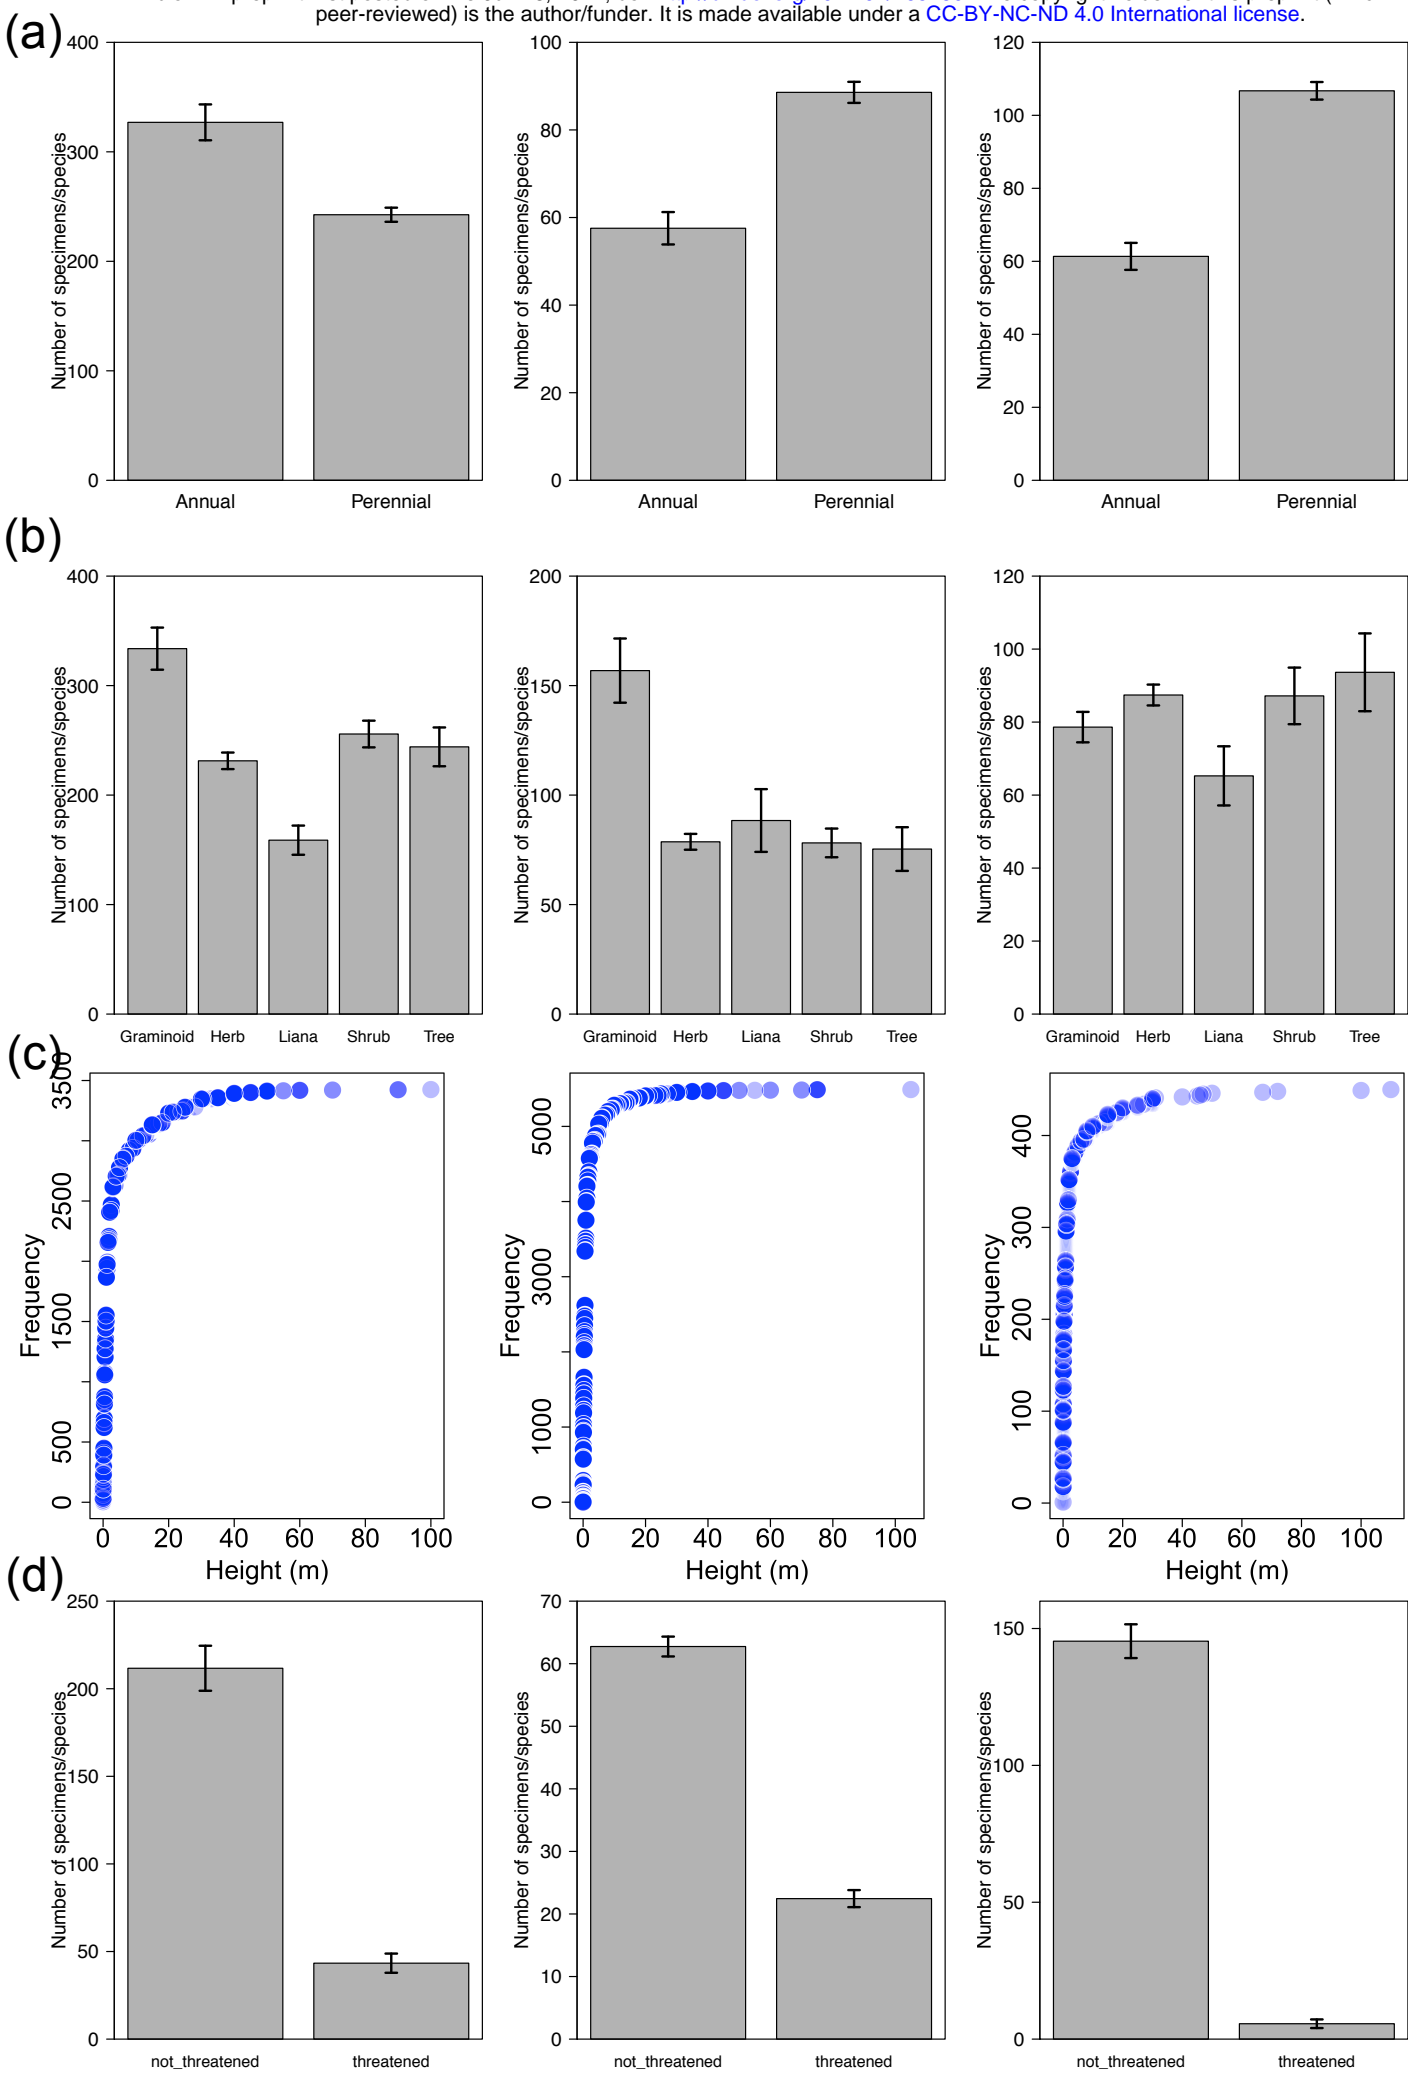 peer-reviewed) is the author/funder. It is made available under a CC-BY-NC-ND 4.0 International license.
(a)
Number of specimens/species
0 100 200 300 400
Annual Perennial
Number of specimens/species
0 20 40 60 80 100
Annual Perennial
Number of specimens/species
0 20 40 60 80 100 120
Annual Perennial
(b)
Number of specimens/species
0 100 200 300 400
Graminoid Herb Liana Shrub Tree
Number of specimens/species
0 50 100 150 200
Graminoid Herb Liana Shrub Tree
Number of specimens/species
0 20 40 60 80 100 120
Graminoid Herb Liana Shrub Tree
(c)
Frequency
0 500 1500 2500 3500
0 20 40 60 80 100
Height (m)
Frequency
0 1000 3000 5000
0 20 40 60 80 100
Height (m)
Frequency
0 100 200 300 400
0 20 40 60 80 100
Height (m)
(d)
Number of specimens/species
0 50 100 150 200 250
not_threatened threatened
Number of specimens/species
0 10 20 30 40 50 60 70
not_threatened threatened
Number of specimens/species
0 50 100 150
not_threatened threatened